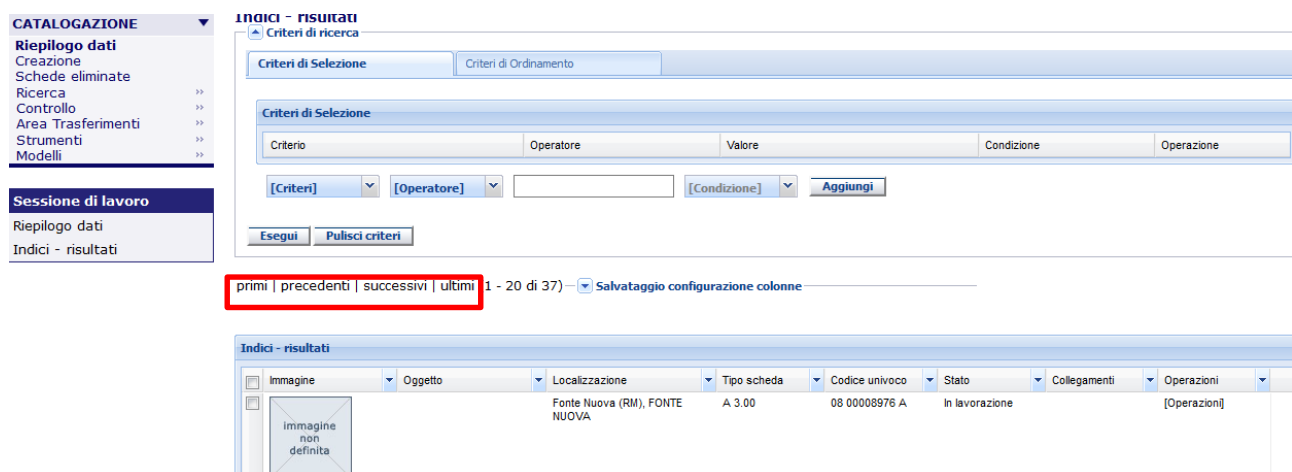 CATALOGAZIONE
Riepilogo dati
Creazione
Schede eliminate
Ricerca »
Controllo »
Area Trasferimenti »
Strumenti »
Modelli »
Sessione di lavoro
Riepilogo dati
Indici - risultati
Indici - risultati
Criteri di ricerca
Criteri di Selezione Criteri di Ordinamento
Criteri di Selezione
Criterio Operatore Valore Condizione Operazione
[Criteri] [Operatore] [Condizione] Aggiungi
Esegui Pulisci criteri
primi | precedenti | successivi | ultimi (1 - 20 di 37) Salvataggio configurazione colonne
Indici - risultati
Immagine Oggetto Localizzazione Tipo scheda Codice univoco Stato Collegamenti Operazioni
immagine non definita Fonte Nuova (RM), FONTE NUOVA A 3.00 08 00008976 A In lavorazione [Operazioni]